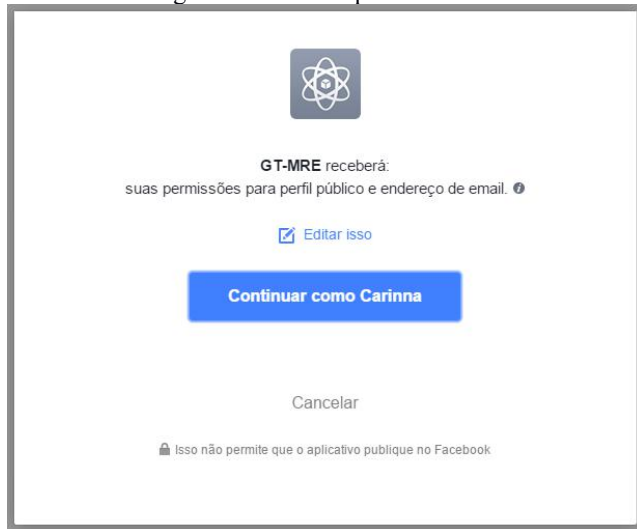 GT-MRE receberá:
suas permissões para perfil público e endereço de email.
Editar isso
Continuar como Carinna
Cancelar
Isso não permite que o aplicativo publique no Facebook